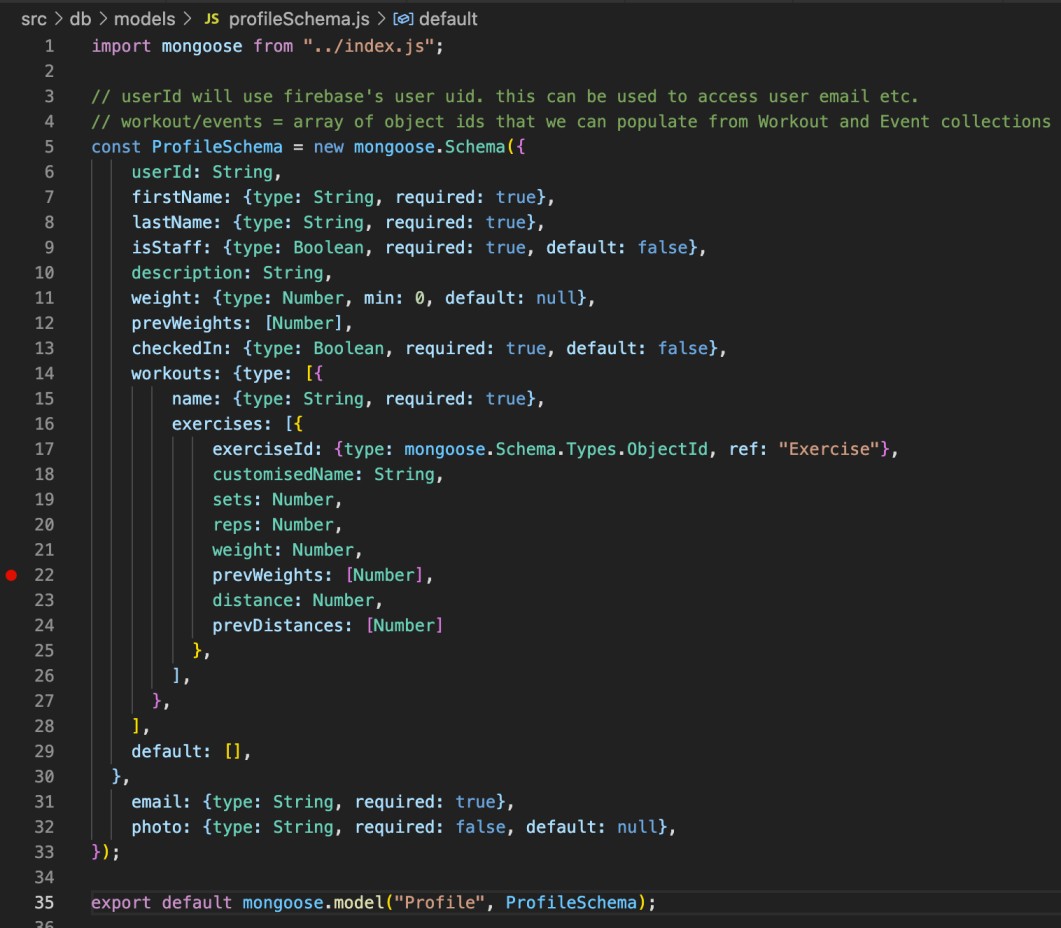 src > db > models > JS profileSchema.js > default
1 import mongoose from "../index.js";
2
3 // userId will use firebase's user uid. this can be used to access user email etc.
4 // workout/events = array of object ids that we can populate from Workout and Event collections
5 const ProfileSchema = new mongoose.Schema({
6 userId: String,
7 firstName: {type: String, required: true},
8 lastName: {type: String, required: true},
9 isStaff: {type: Boolean, required: true, default: false},
10 description: String,
11 weight: {type: Number, min: 0, default: null},
12 prevWeights: [Number],
13 checkedIn: {type: Boolean, required: true, default: false},
14 workouts: {type: [{
15 name: {type: String, required: true},
16 exercises: [{
17 exerciseId: {type: mongoose.Schema.Types.ObjectId, ref: "Exercise"},
18 customisedName: String,
19 sets: Number,
20 reps: Number,
21 weight: Number,
22 prevWeights: [Number],
23 distance: Number,
24 prevDistances: [Number]
25 },
26 ],
27 },
28 ],
29 default: [],
30 },
31 email: {type: String, required: true},
32 photo: {type: String, required: false, default: null},
33 });
34
35 export default mongoose.model("Profile", ProfileSchema);
36